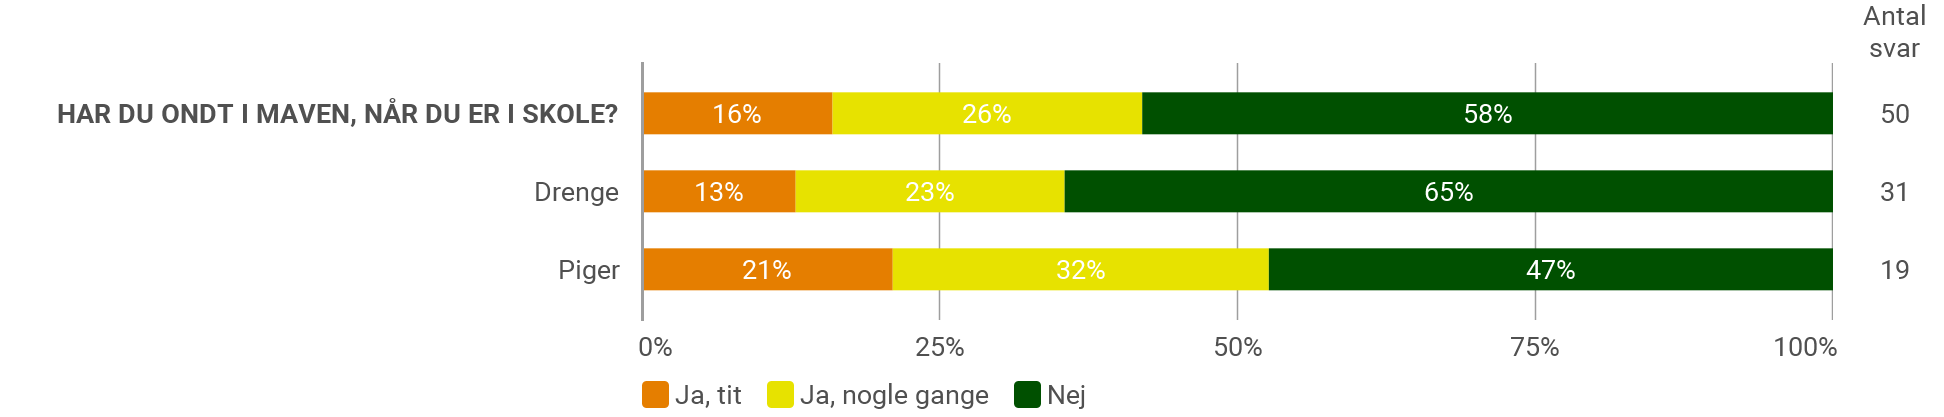 Antal
svar
HAR DU ONDT I MAVEN, NÅR DU ER I SKOLE? 16% 26% 58% 50
Drenge 13% 23% 65% 31
Piger 21% 32% 47% 19
0% 25% 50% 75% 100%
Ja, tit Ja, nogle gange Nej